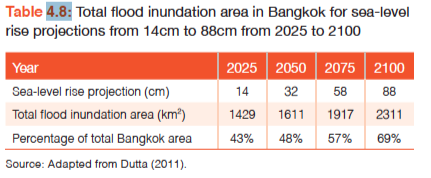 Table 4.8: Total flood inundation area in Bangkok for sea-level
rise projections from 14cm to 88cm from 2025 to 2100
Year 2025 2050 2075 2100
Sea-level rise projection (cm) 14 32 58 88
Total flood inundation area (km²) 1429 1611 1917 2311
Percentage of total Bangkok area 43% 48% 57% 69%
Source: Adapted from Dutta (2011).